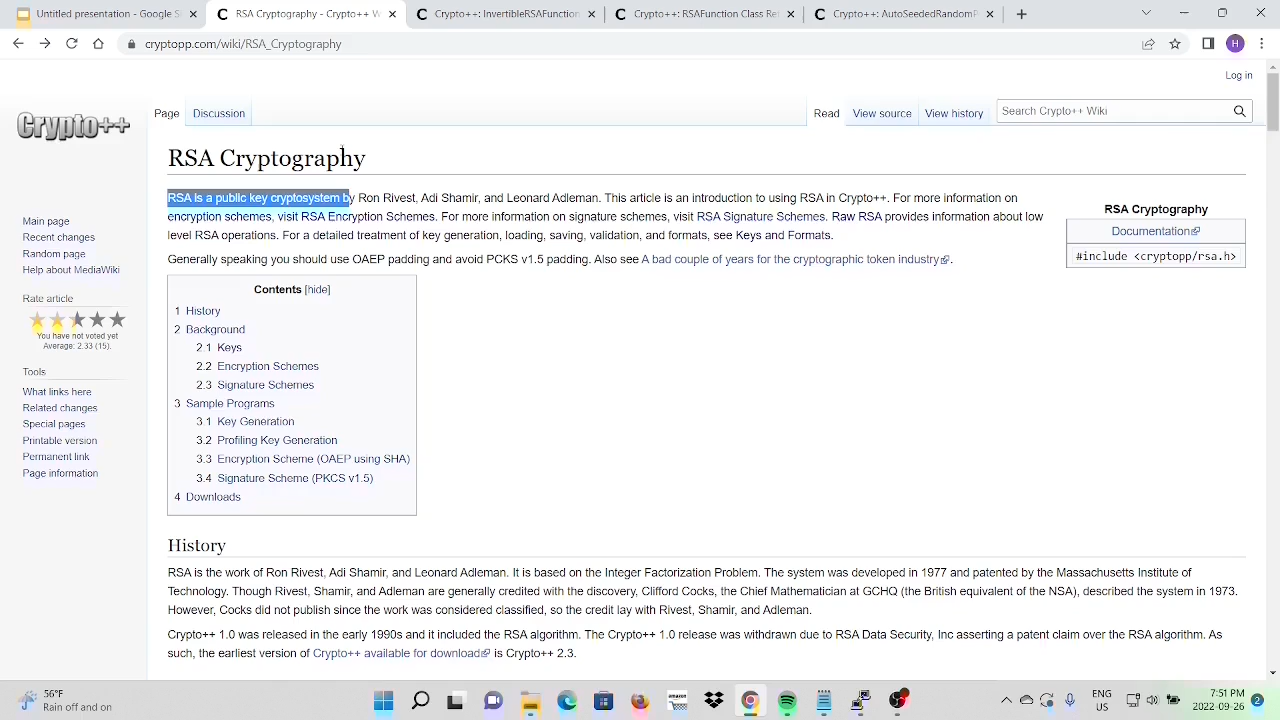 Untitled presentation - Google S
RSA Cryptography - Crypto++ W
Crypto++: InvertibleRSAFunction
Crypto++: RSAFunction Class Re
Crypto++: AutoSeededRandomP
cryptopp.com/wiki/RSA_Cryptography
H
Log in
Crypto++
Page
Discussion
Read
View source
View history
Search Crypto++ Wiki
RSA Cryptography
RSA is a public key cryptosystem by Ron Rivest, Adi Shamir, and Leonard Adleman. This article is an introduction to using RSA in Crypto++. For more information on
encryption schemes, visit RSA Encryption Schemes. For more information on signature schemes, visit RSA Signature Schemes. Raw RSA provides information about low
level RSA operations. For a detailed treatment of key generation, loading, saving, validation, and formats, see Keys and Formats.
Generally speaking you should use OAEP padding and avoid PCKS v1.5 padding. Also see A bad couple of years for the cryptographic token industry.
RSA Cryptography
Documentation
#include <cryptopp/rsa.h>
Main page
Recent changes
Random page
Help about MediaWiki
Rate article
You have not voted yet
Average: 2.33 (15).
Tools
What links here
Related changes
Special pages
Printable version
Permanent link
Page information
Contents [hide]
1 History
2 Background
2.1 Keys
2.2 Encryption Schemes
2.3 Signature Schemes
3 Sample Programs
3.1 Key Generation
3.2 Profiling Key Generation
3.3 Encryption Scheme (OAEP using SHA)
3.4 Signature Scheme (PKCS v1.5)
4 Downloads
History
RSA is the work of Ron Rivest, Adi Shamir, and Leonard Adleman. It is based on the Integer Factorization Problem. The system was developed in 1977 and patented by the Massachusetts Institute of
Technology. Though Rivest, Shamir, and Adleman are generally credited with the discovery, Clifford Cocks, the Chief Mathematician at GCHQ (the British equivalent of the NSA), described the system in 1973.
However, Cocks did not publish since the work was considered classified, so the credit lay with Rivest, Shamir, and Adleman.
Crypto++ 1.0 was released in the early 1990s and it included the RSA algorithm. The Crypto++ 1.0 release was withdrawn due to RSA Data Security, Inc asserting a patent claim over the RSA algorithm. As
such, the earliest version of Crypto++ available for download is Crypto++ 2.3.
56°F
Rain off and on
amazon
ENG
US
7:51 PM
2022-09-26
2